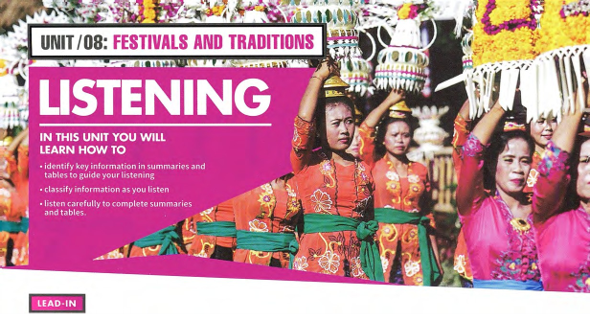 UNIT/08: FESTIVALS AND TRADITIONS
LISTENING
IN THIS UNIT YOU WILL
LEARN HOW TO
• identify key information in summaries and
tables to guide your listening
• classify information as you listen
• listen carefully to complete summaries
and tables.
LEAD-IN